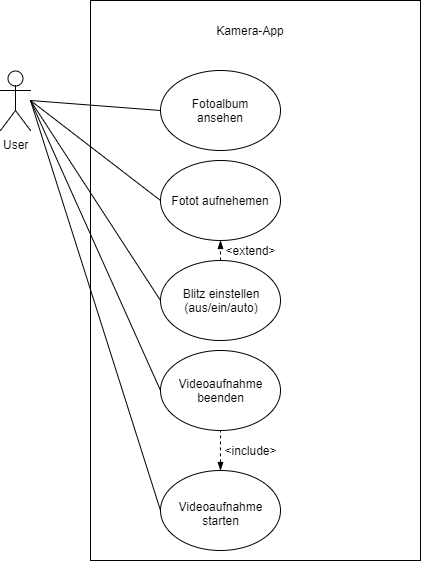 Kamera-App
Fotoalbum
ansehen
User
Fotot aufnehemen
<extend>
Blitz einstellen
(aus/ein/auto)
Videoaufnahme
beenden
<include>
Videoaufnahme
starten